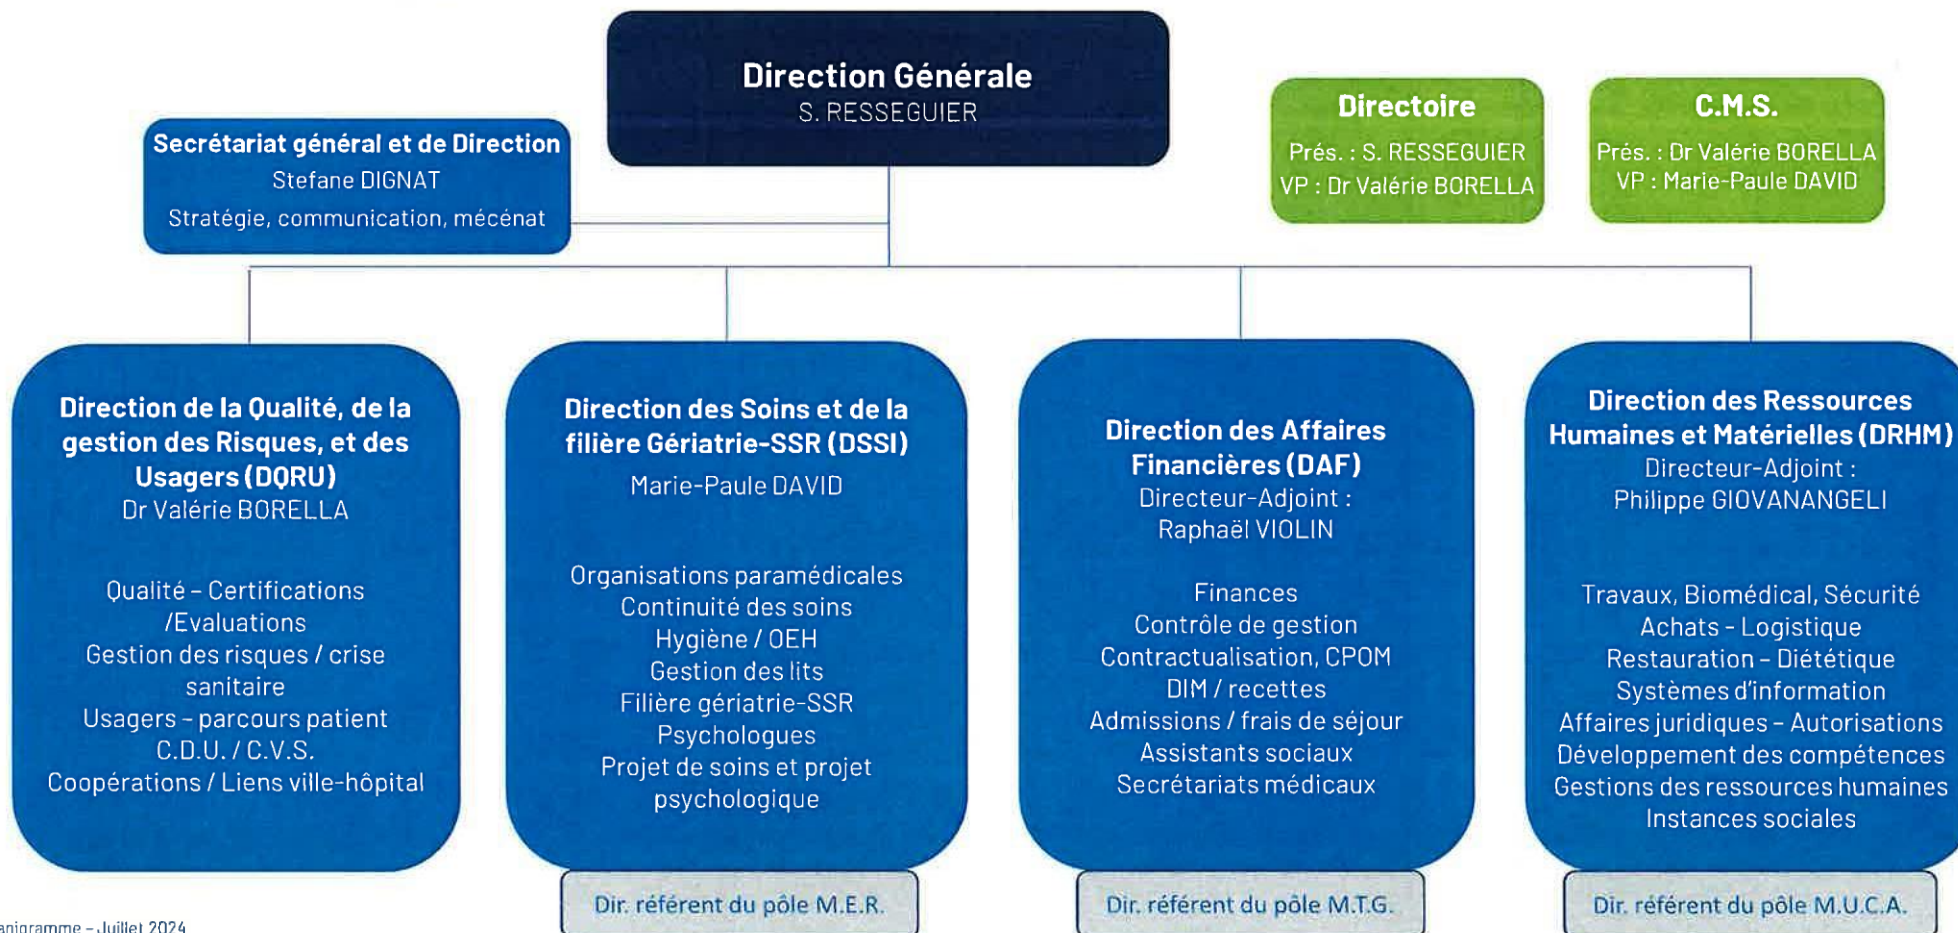 Direction Générale
S. RESSEGUIER
Secrétariat général et de Direction
Stefane DIGNAT
Stratégie, communication, mécénat
Directoire
Prés. : S. RESSEGUIER
VP : Dr Valérie BORELLA
C.M.S.
Prés. : Dr Valérie BORELLA
VP : Marie-Paule DAVID
Direction de la Qualité, de la
gestion des Risques, et des
Usagers (DQRU)
Dr Valérie BORELLA
Qualité – Certifications
/Evaluations
Gestion des risques / crise
sanitaire
Usagers – parcours patient
C.D.U. / C.V.S.
Coopérations / Liens ville-hôpital
Direction des Soins et de la
filière Gériatrie-SSR (DSSI)
Marie-Paule DAVID
Organisations paramédicales
Continuité des soins
Hygiène / OEH
Gestion des lits
Filière gériatrie-SSR
Psychologues
Projet de soins et projet
psychologique
Dir. référent du pôle M.E.R.
Direction des Affaires
Financières (DAF)
Directeur-Adjoint :
Raphaël VIOLIN
Finances
Contrôle de gestion
Contractualisation, CPOM
DIM / recettes
Admissions / frais de séjour
Assistants sociaux
Secrétariats médicaux
Dir. référent du pôle M.T.G.
Direction des Ressources
Humaines et Matérielles (DRHM)
Directeur-Adjoint :
Philippe GIOVANANGELI
Travaux, Biomédical, Sécurité
Achats - Logistique
Restauration – Diététique
Systèmes d'information
Affaires juridiques – Autorisations
Développement des compétences
Gestions des ressources humaines
Instances sociales
Dir. référent du pôle M.U.C.A.
anigramme – Juillet 2024